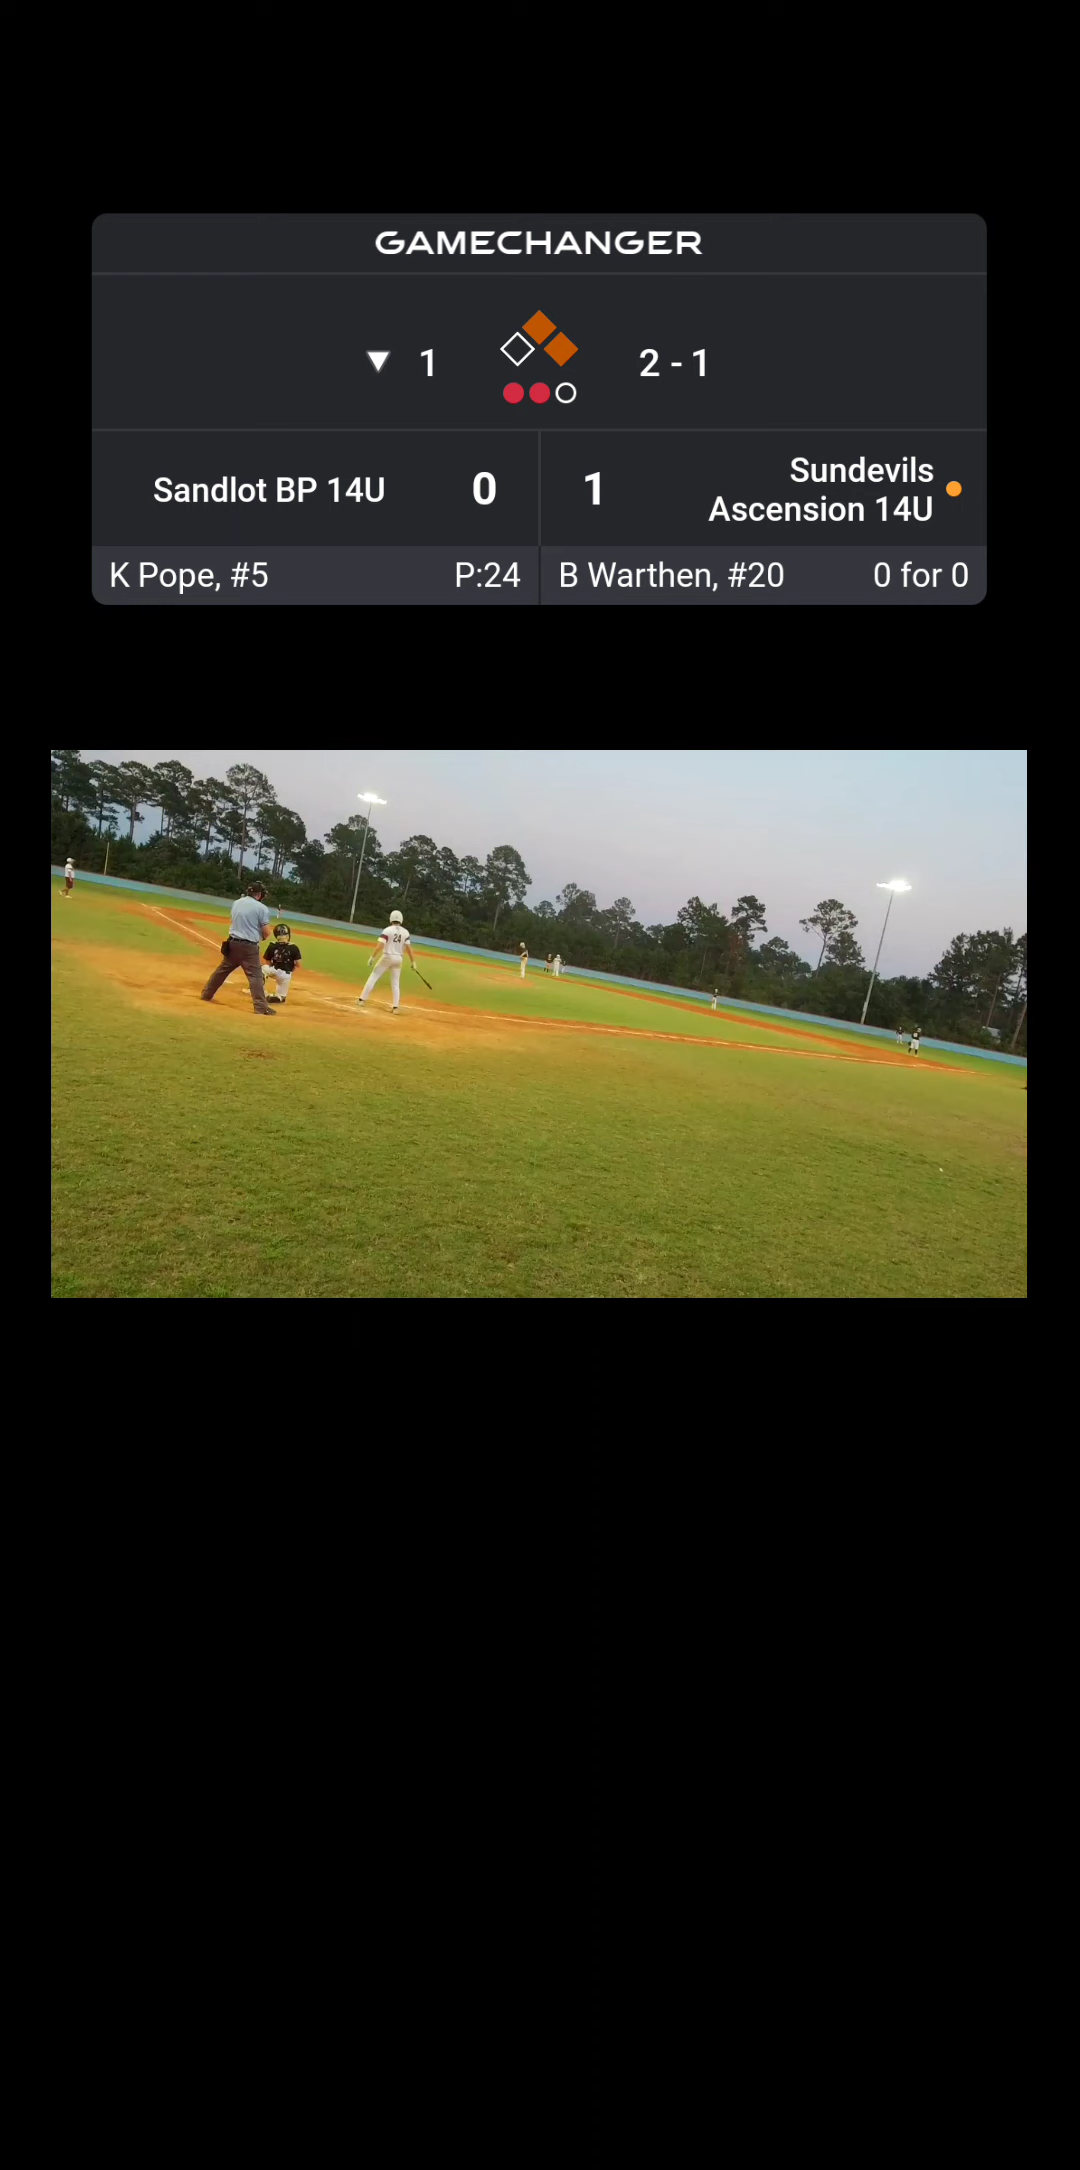 GAMECHANGER
▼ 1
2 - 1
Sandlot BP 14U
0
1
Sundevils
Ascension 14U
K Pope, #5
P:24
B Warthen, #20
0 for 0
24